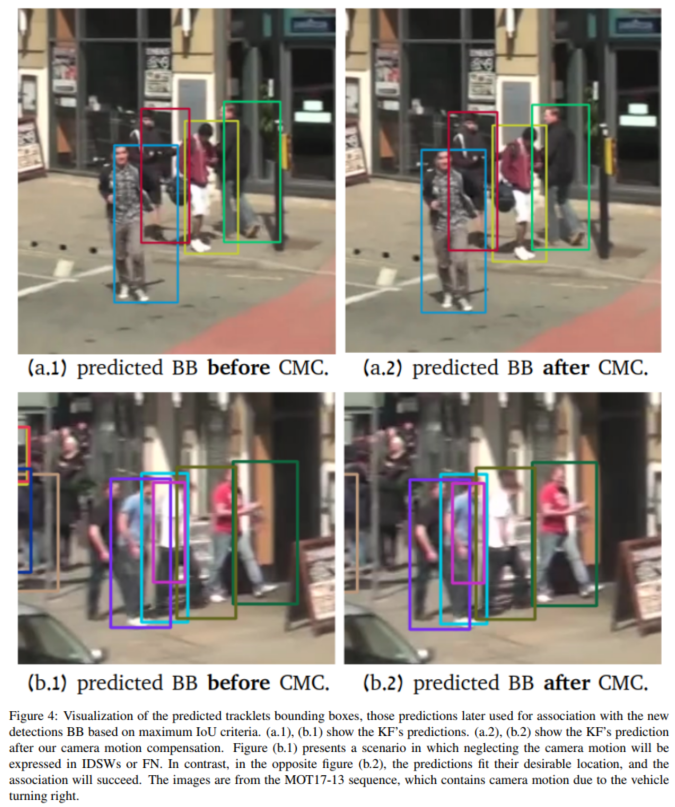 (a.1) predicted BB before CMC.
(a.2) predicted BB after CMC.
(b.1) predicted BB before CMC.
(b.2) predicted BB after CMC.
Figure 4: Visualization of the predicted tracklets bounding boxes, those predictions later used for association with the new
detections BB based on maximum IoU criteria. (a.1), (b.1) show the KF's predictions. (a.2), (b.2) show the KF's prediction
after our camera motion compensation. Figure (b.1) presents a scenario in which neglecting the camera motion will be
expressed in IDSWs or FN. In contrast, in the opposite figure (b.2), the predictions fit their desirable location, and the
association will succeed. The images are from the MOT17-13 sequence, which contains camera motion due to the vehicle
turning right.